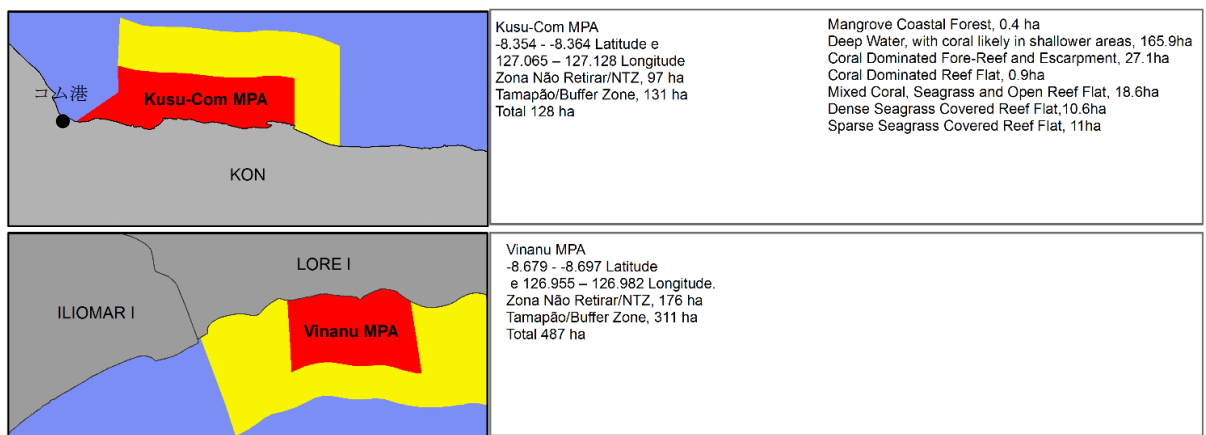 コム港
Kusu-Com MPA
KON
Kusu-Com MPA
-8.354 - -8.364 Latitude e
127.065 – 127.128 Longitude
Zona Não Retirar/NTZ, 97 ha
Tamapão/Buffer Zone, 131 ha
Total 128 ha
Mangrove Coastal Forest, 0.4 ha
Deep Water, with coral likely in shallower areas, 165.9ha
Coral Dominated Fore-Reef and Escarpment, 27.1ha
Coral Dominated Reef Flat, 0.9ha
Mixed Coral, Seagrass and Open Reef Flat, 18.6ha
Dense Seagrass Covered Reef Flat,10.6ha
Sparse Seagrass Covered Reef Flat, 11ha
LORE I
ILIOMAR I
Vinanu MPA
Vinanu MPA
-8.679 - -8.697 Latitude
e 126.955 – 126.982 Longitude.
Zona Não Retirar/NTZ, 176 ha
Tamapão/Buffer Zone, 311 ha
Total 487 ha